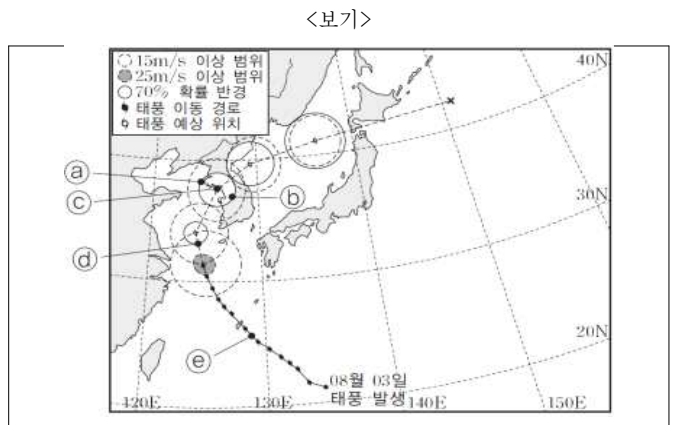 <보기>
15m/s 이상 범위
25m/s 이상 범위
70% 확률 반경
태풍 이동 경로
태풍 예상 위치
40N
ⓐ
ⓒ
ⓑ
30N
ⓓ
ⓔ
20N
08월 03일
태풍 발생
120E
130E
140E
150E